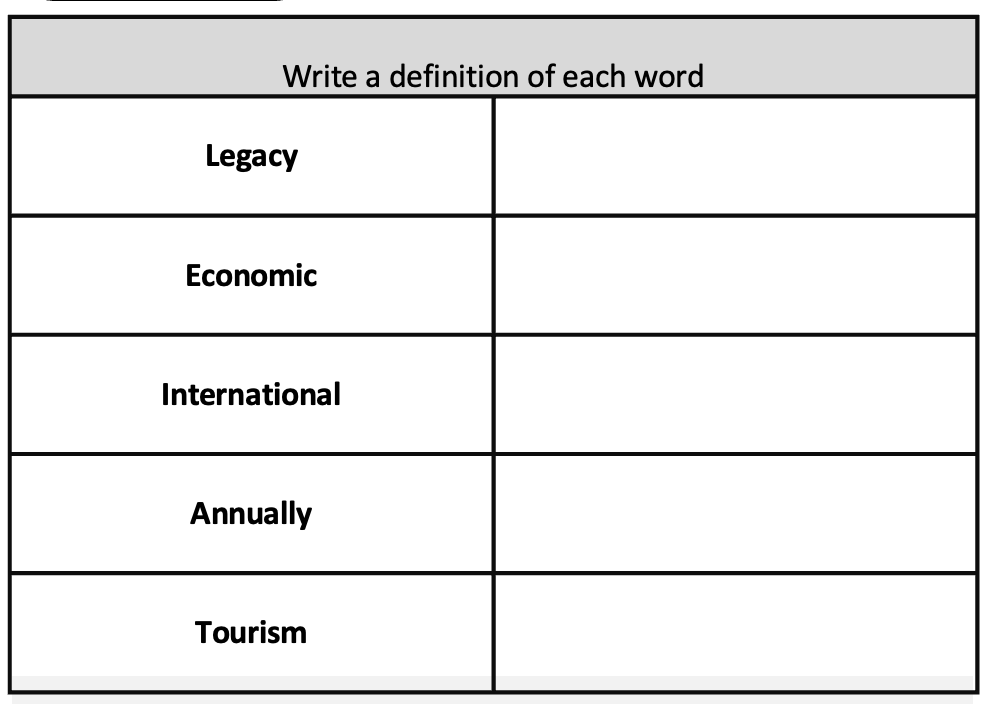 Write a definition of each word
Legacy
Economic
International
Annually
Tourism